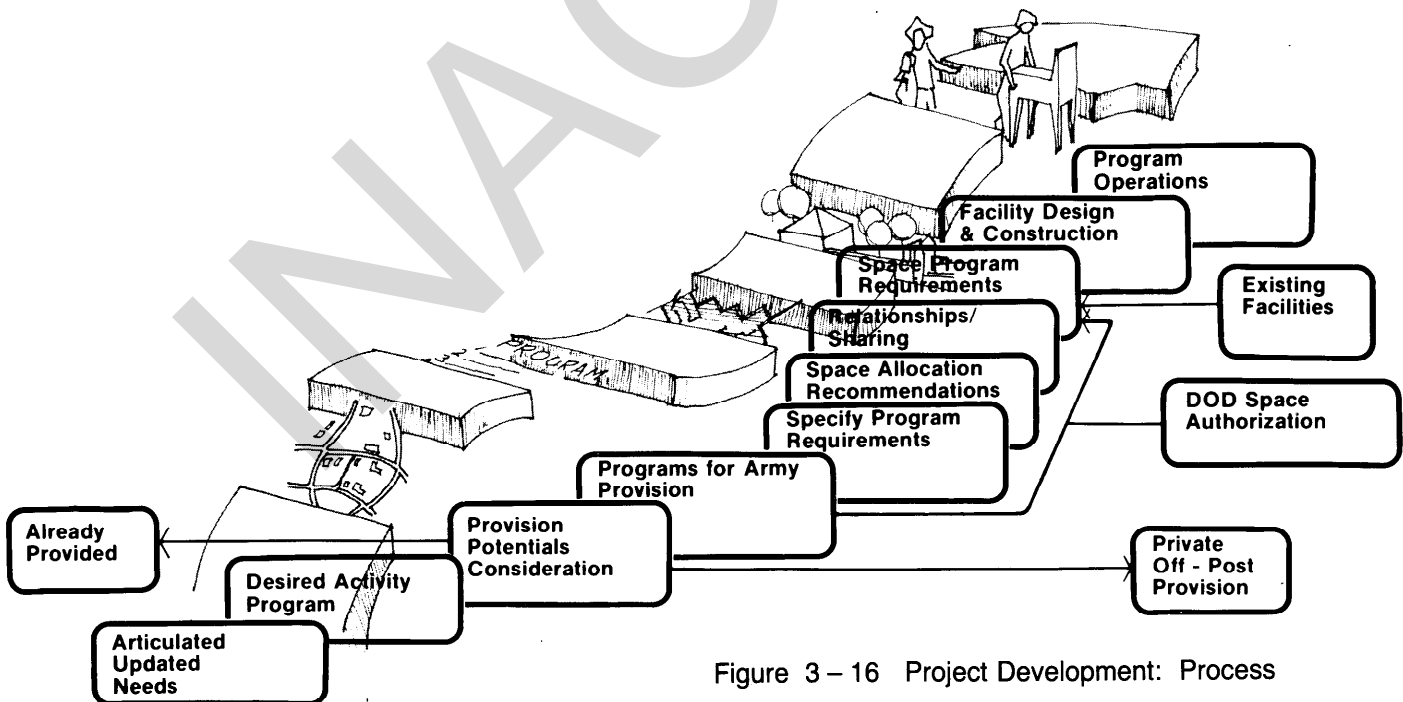 INAC
Program
Operations
Facility Design
& Construction
Space Program
Requirements
Existing
Facilities
Relationships/
Sharing
Space Allocation
Recommendations
DOD Space
Authorization
Specify Program
Requirements
Programs for Army
Provision
Provision
Potentials
Consideration
Already
Provided
Private
Off - Post
Provision
Desired Activity
Program
Articulated
Updated
Needs
PROGRAM
Figure 3 – 16 Project Development: Process